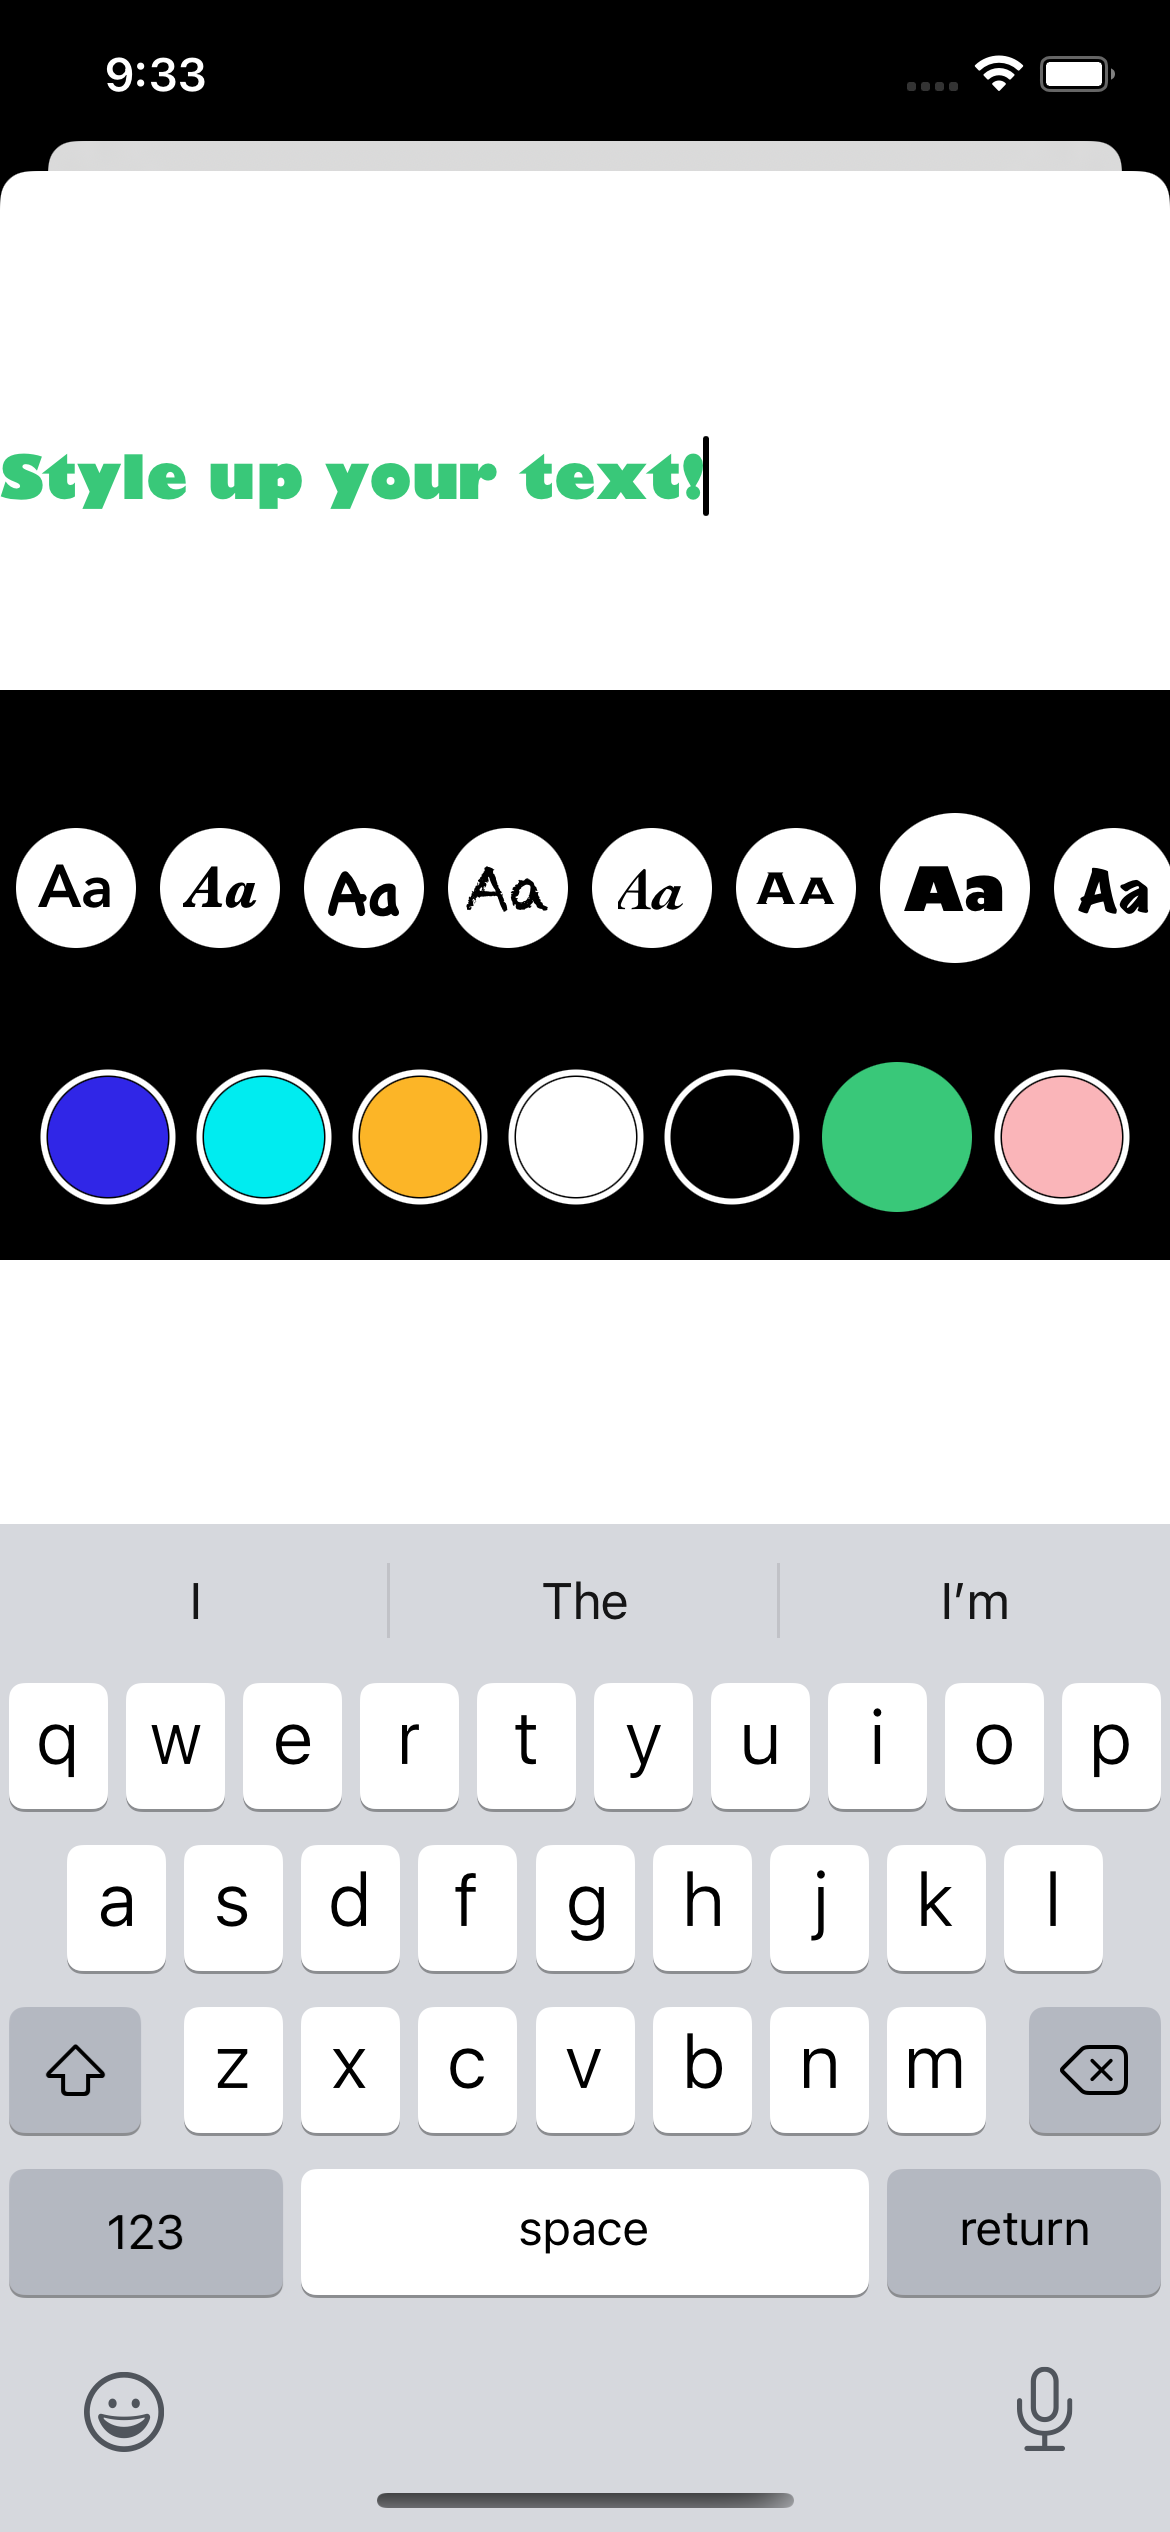 9:33
Style up your text!
Aa Aa Aa Aa Aa AA Aa Aa
I The I'm
q w e r t y u i o p
a s d f g h j k l
z x c v b n m
123 space return